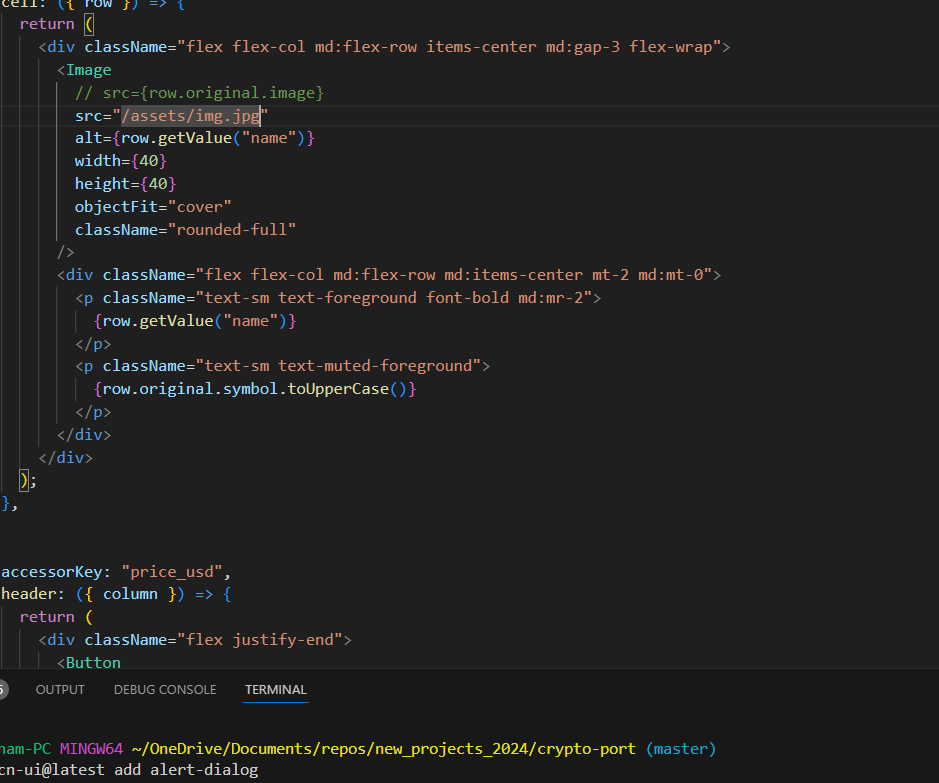 cell: ({ row }) => {
return (
<div className="flex flex-col md:flex-row items-center md:gap-3 flex-wrap">
<Image
// src={row.original.image}
src="/assets/img.jpg"
alt={row.getValue("name")}
width={40}
height={40}
objectFit="cover"
className="rounded-full"
/>
<div className="flex flex-col md:flex-row md:items-center mt-2 md:mt-0">
<p className="text-sm text-foreground font-bold md:mr-2">
{row.getValue("name")}
</p>
<p className="text-sm text-muted-foreground">
{row.original.symbol.toUpperCase()}
</p>
</div>
</div>
);
},
accessorKey: "price_usd",
header: ({ column }) => {
return (
<div className="flex justify-end">
<Button
OUTPUT DEBUG CONSOLE TERMINAL
ham-PC MINGW64 ~/OneDrive/Documents/repos/new_projects_2024/crypto-port (master)
cn-ui@latest add alert-dialog